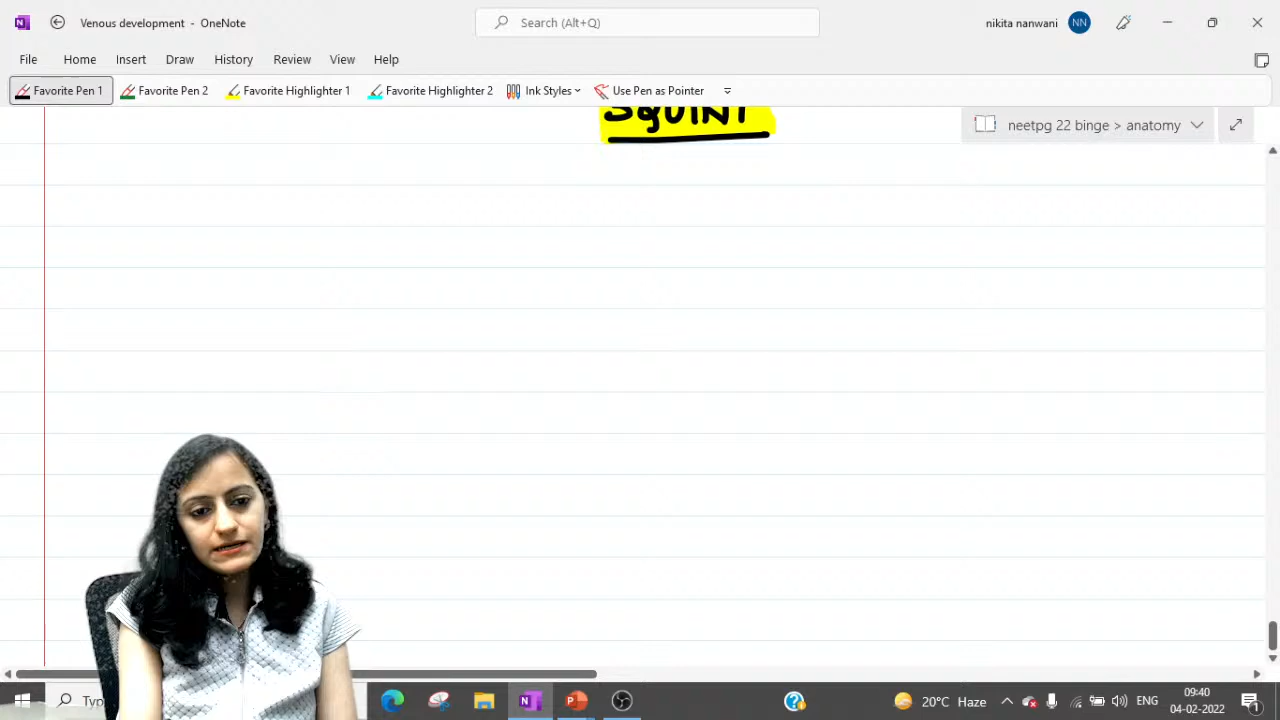 Venous development - OneNote
Search (Alt+Q)
nikita nanwani
NN
File Home Insert Draw History Review View Help
Favorite Pen 1 Favorite Pen 2 Favorite Highlighter 1 Favorite Highlighter 2 Ink Styles Use Pen as Pointer
SQUINT
neetpg 22 binge > anatomy
Typ
20°C Haze
ENG
09:40
04-02-2022
1